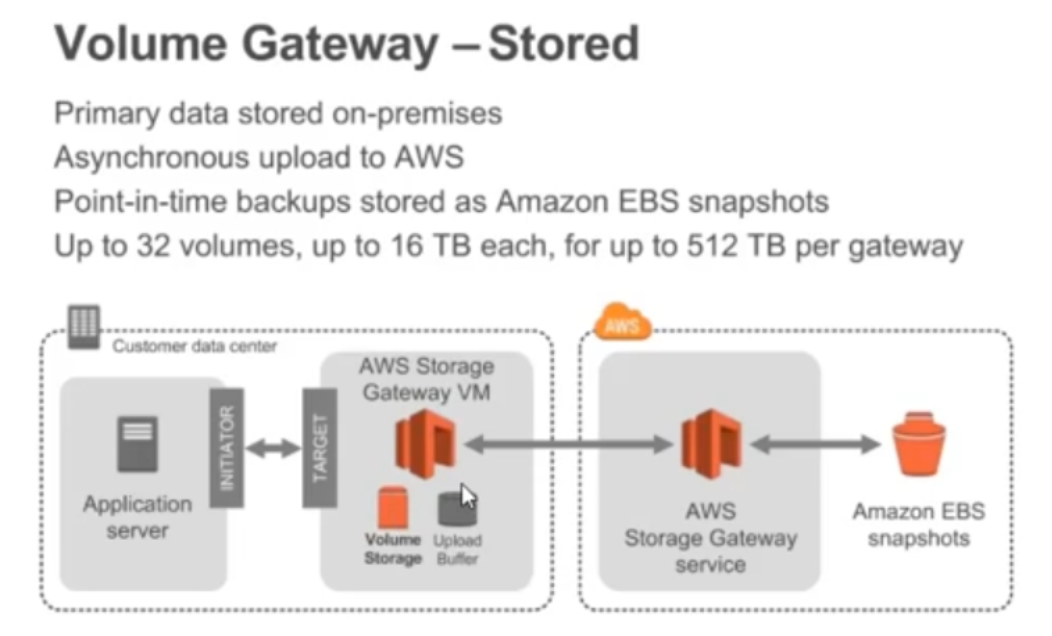 Volume Gateway – Stored
Primary data stored on-premises
Asynchronous upload to AWS
Point-in-time backups stored as Amazon EBS snapshots
Up to 32 volumes, up to 16 TB each, for up to 512 TB per gateway
AWS
Customer data center
AWS Storage
Gateway VM
INITIATOR
TARGET
Application
server
Volume
Storage
Upload
Buffer
AWS
Storage Gateway
service
Amazon EBS
snapshots